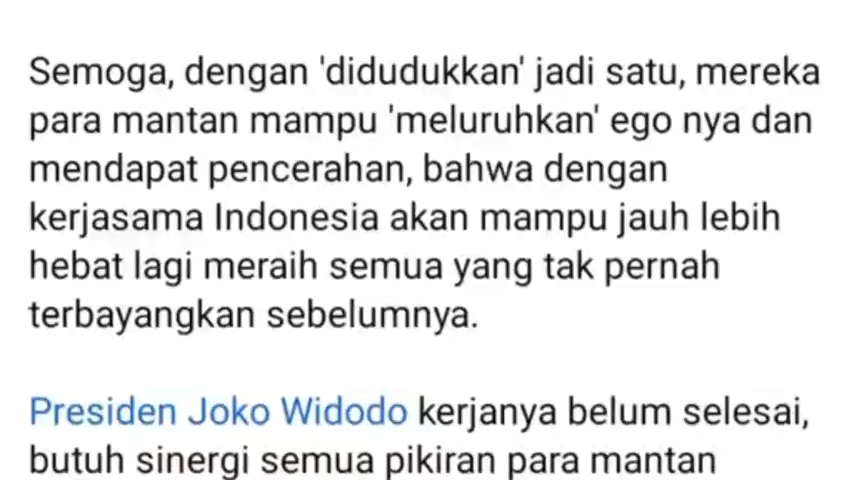 Semoga, dengan 'didudukkan' jadi satu, mereka
para mantan mampu 'meluruhkan' ego nya dan
mendapat pencerahan, bahwa dengan
kerjasama Indonesia akan mampu jauh lebih
hebat lagi meraih semua yang tak pernah
terbayangkan sebelumnya.
Presiden Joko Widodo kerjanya belum selesai,
butuh sinergi semua pikiran para mantan